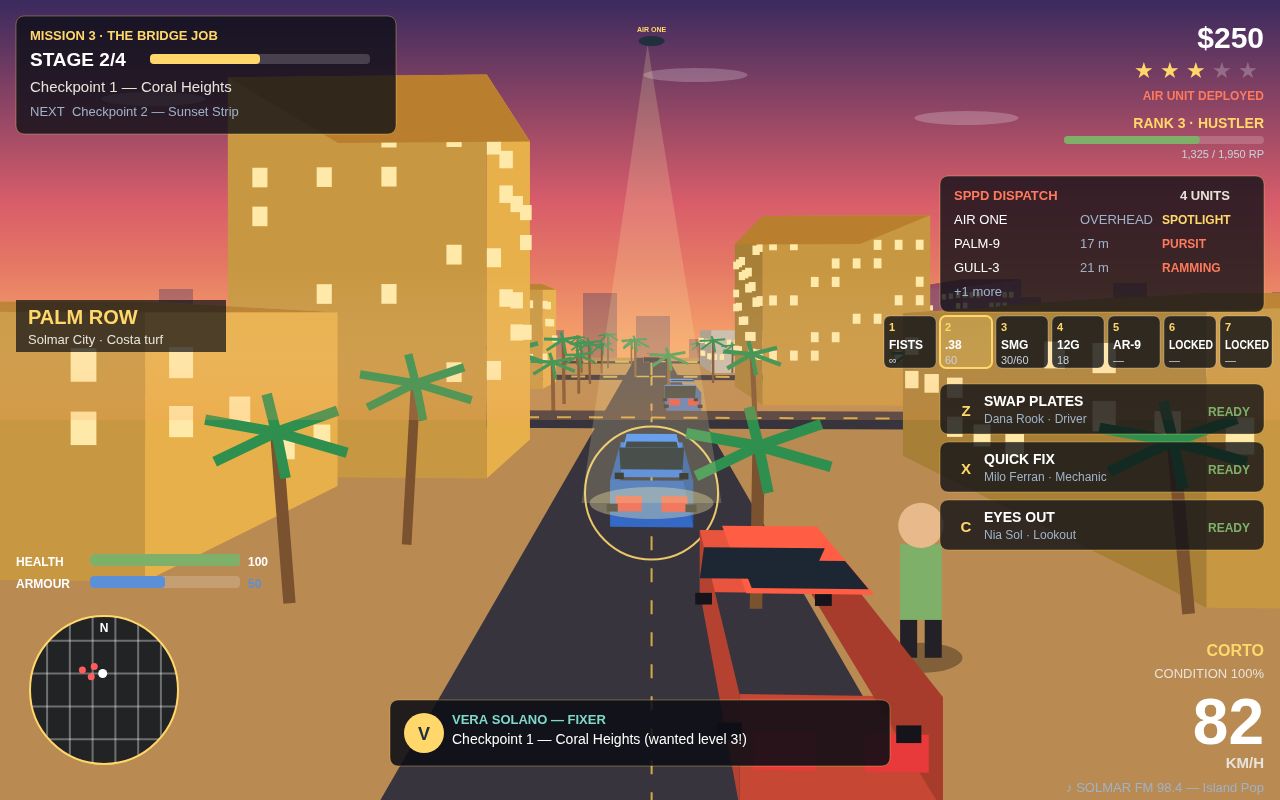 MISSION 3 · THE BRIDGE JOB
STAGE 2/4
Checkpoint 1 — Coral Heights
NEXT Checkpoint 2 — Sunset Strip
AIR ONE
$250
★ ★ ★ ★ ★
AIR UNIT DEPLOYED
RANK 3 · HUSTLER
1,325 / 1,950 RP
SPPD DISPATCH 4 UNITS
AIR ONE OVERHEAD SPOTLIGHT
PALM-9 17 m PURSIT
GULL-3 21 m RAMMING
+1 more
1 2 3 4 5 6 7
FISTS .38 SMG 12G AR-9 LOCKED LOCKED
∞ 60 30/60 18 — — —
PALM ROW
Solmar City · Costa turf
Z SWAP PLATES READY
Dana Rook · Driver
X QUICK FIX READY
Milo Ferran · Mechanic
C EYES OUT READY
Nia Sol · Lookout
HEALTH 100
ARMOUR 50
N
V
VERA SOLANO — FIXER
Checkpoint 1 — Coral Heights (wanted level 3!)
CORTO
CONDITION 100%
82
KM/H
♪ SOLMAR FM 98.4 — Island Pop